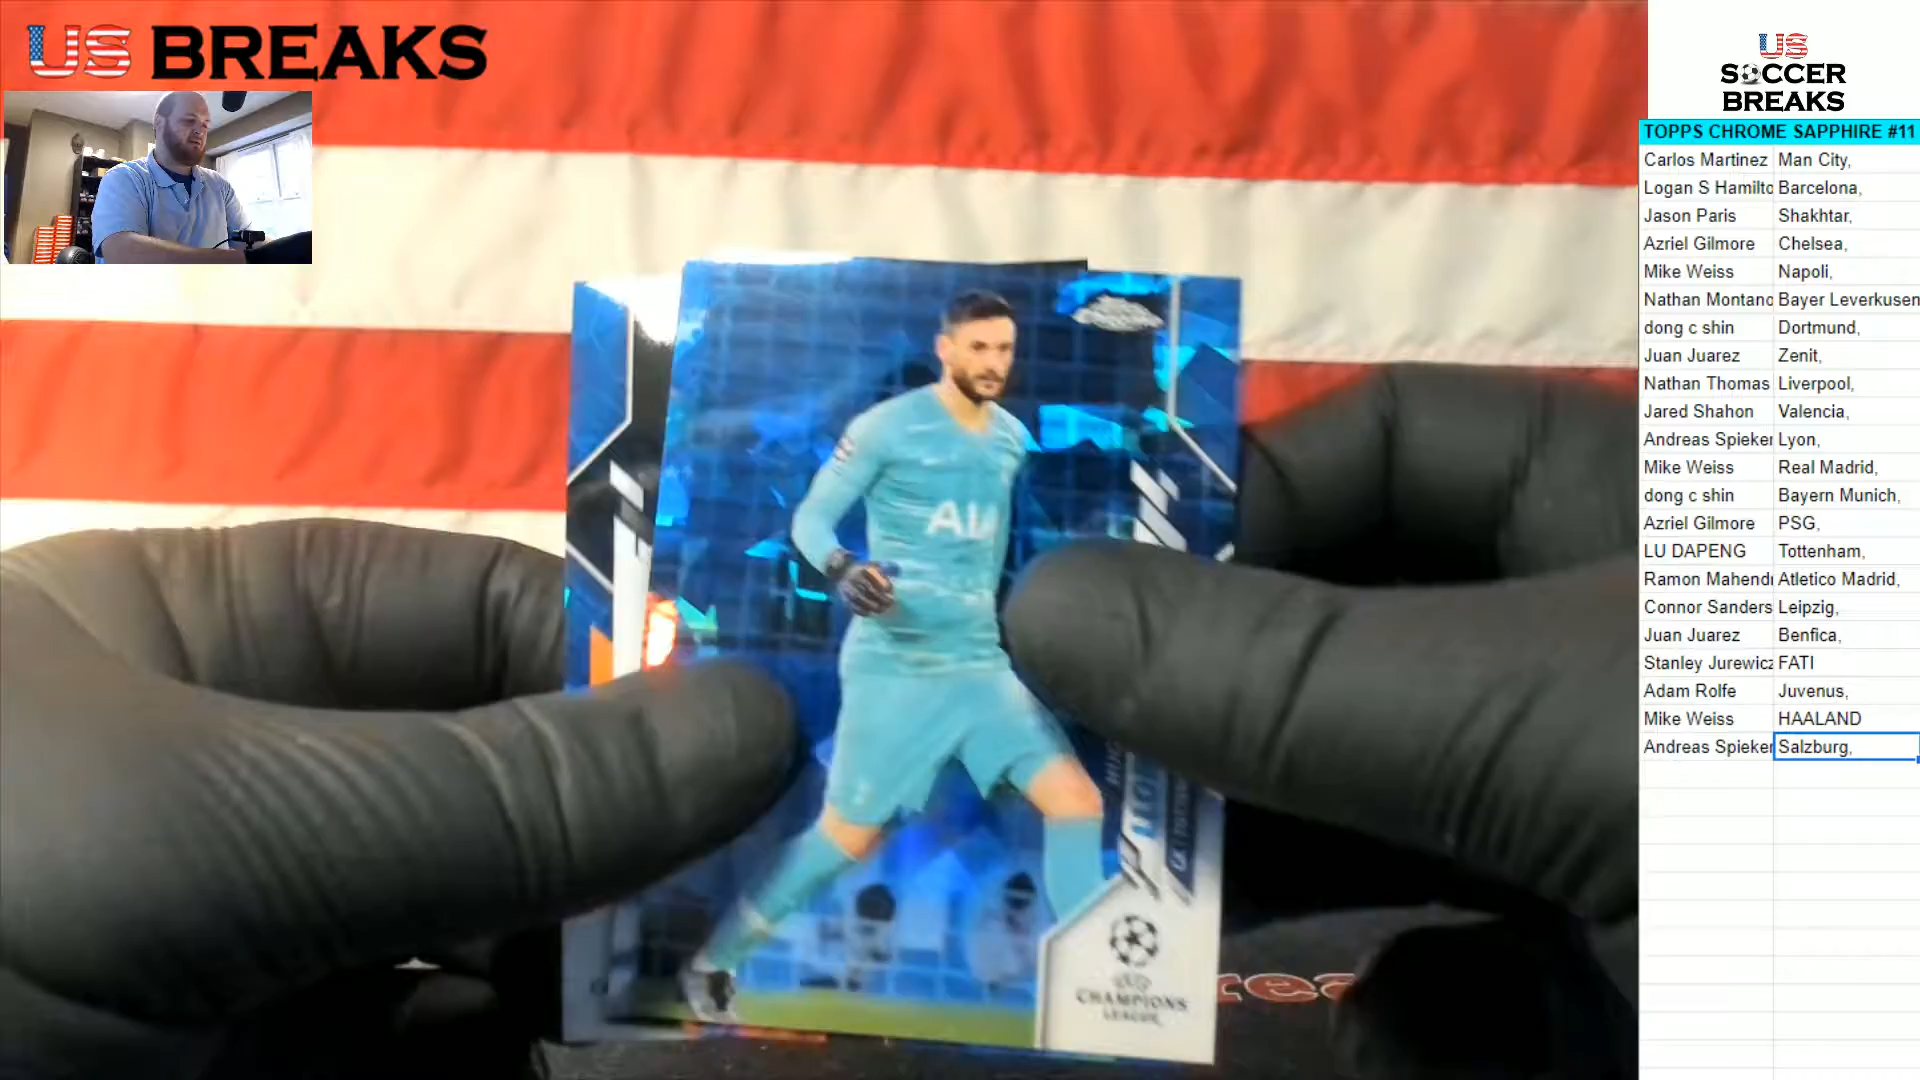 US BREAKS
US
SOCCER
BREAKS
TOPPS CHROME SAPPHIRE #11
Carlos Martinez Man City,
Logan S Hamilto Barcelona,
Jason Paris Shakhtar,
Azriel Gilmore Chelsea,
Mike Weiss Napoli,
Nathan Montano Bayer Leverkusen
dong c shin Dortmund,
Juan Juarez Zenit,
Nathan Thomas Liverpool,
Jared Shahon Valencia,
Andreas Spieker Lyon,
Mike Weiss Real Madrid,
dong c shin Bayern Munich,
Azriel Gilmore PSG,
LU DAPENG Tottenham,
Ramon Mahendr Atletico Madrid,
Connor Sanders Leipzig,
Juan Juarez Benfica,
Stanley Jurewicz FATI
Adam Rolfe Juvenus,
Mike Weiss HAALAND
Andreas Spieker Salzburg,
AIA
CHAMPIONS
LEAGUE